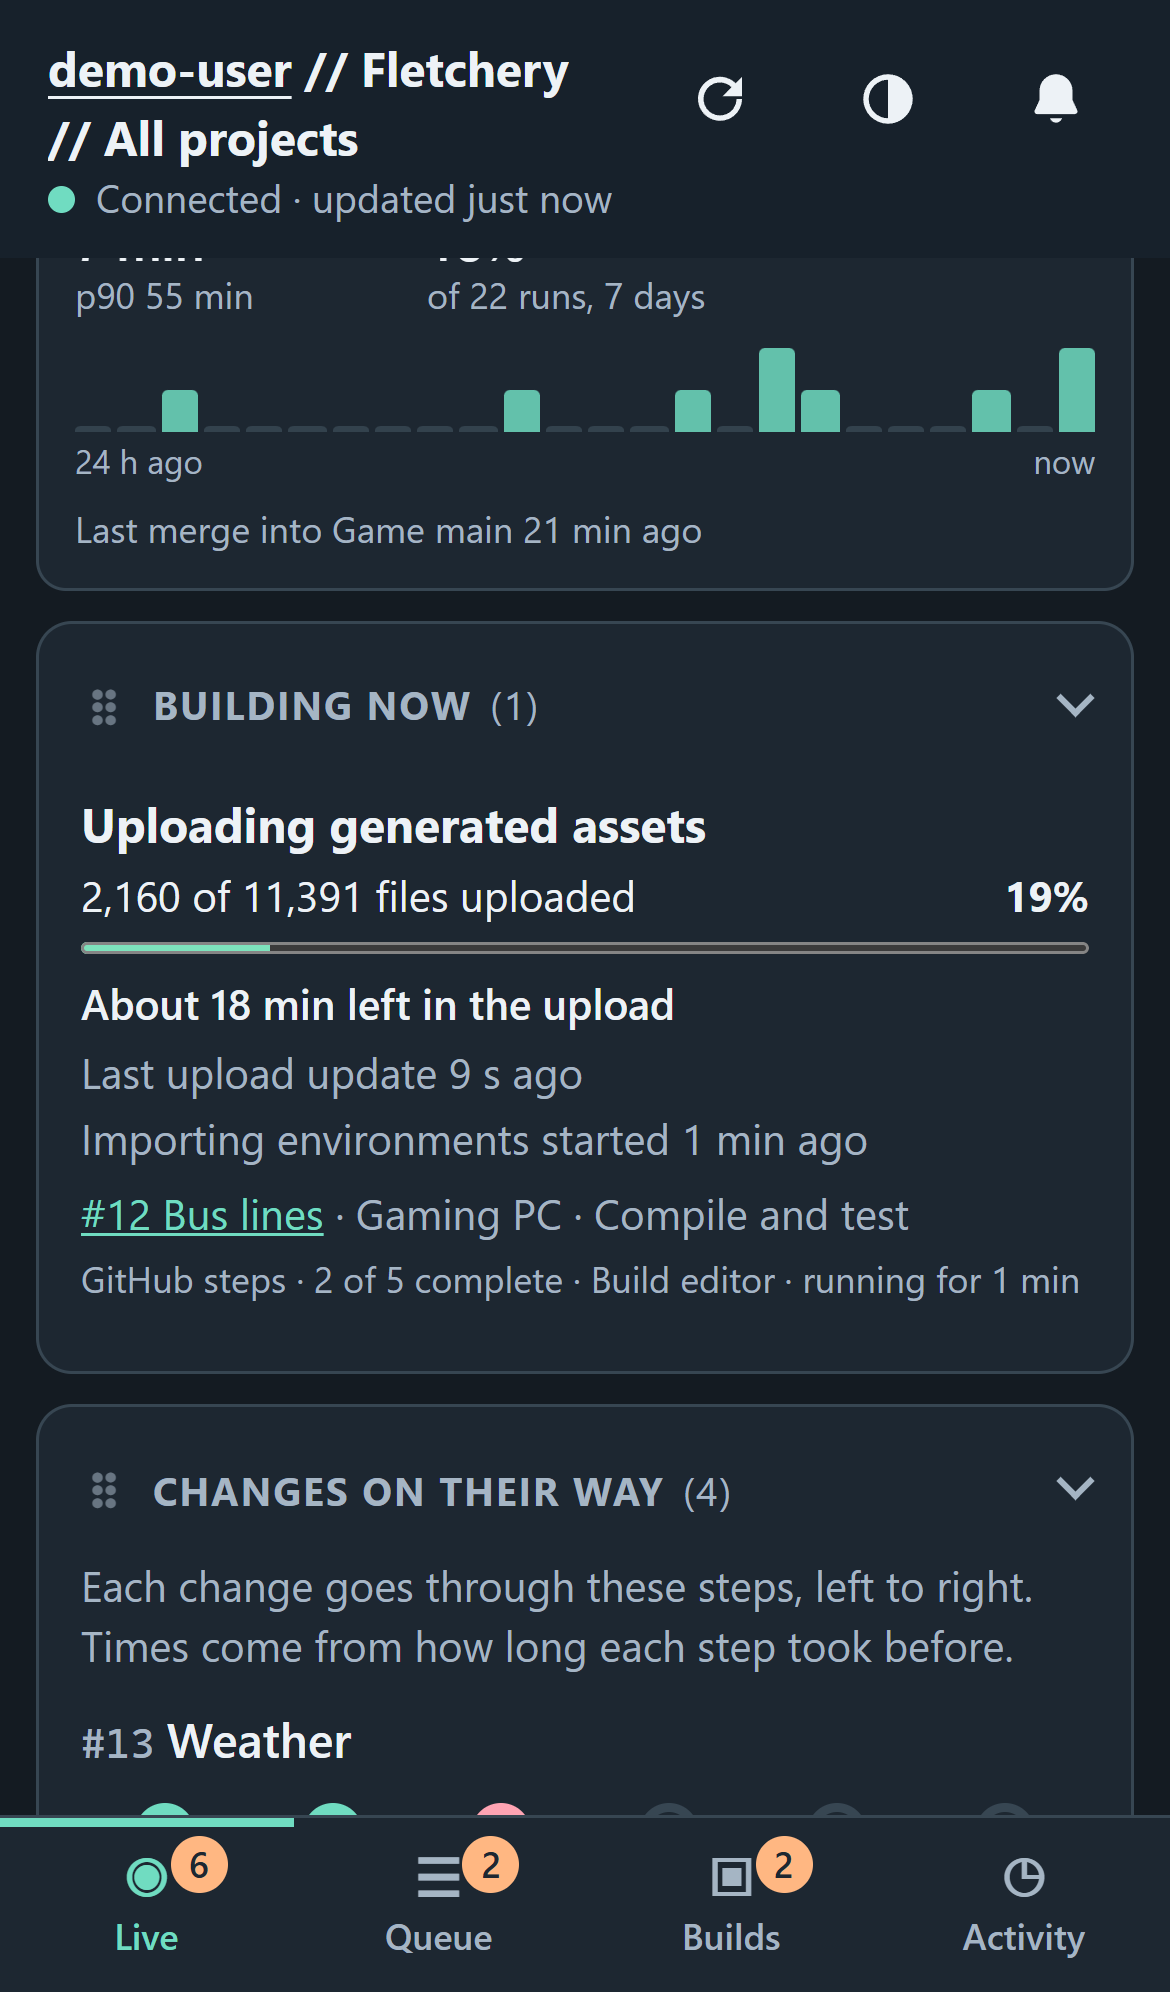 demo-user // Fletchery
// All projects
Connected · updated just now
p90 55 min
of 22 runs, 7 days
24 h ago
now
Last merge into Game main 21 min ago
BUILDING NOW (1)
Uploading generated assets
2,160 of 11,391 files uploaded
19%
About 18 min left in the upload
Last upload update 9 s ago
Importing environments started 1 min ago
#12 Bus lines · Gaming PC · Compile and test
GitHub steps · 2 of 5 complete · Build editor · running for 1 min
CHANGES ON THEIR WAY (4)
Each change goes through these steps, left to right.
Times come from how long each step took before.
#13 Weather
6
2
2
Live
Queue
Builds
Activity